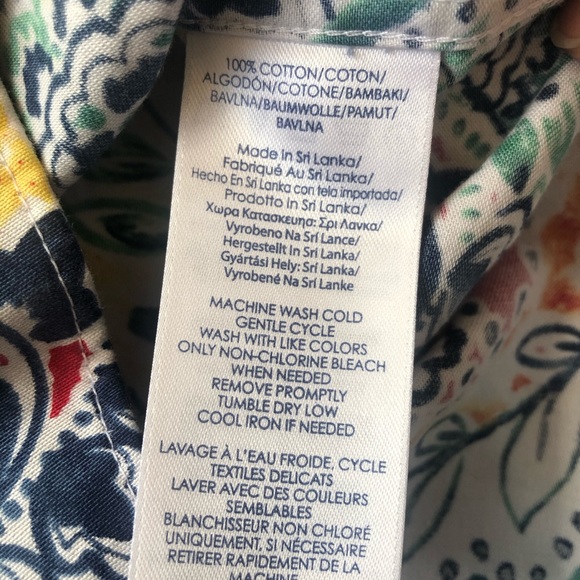 100% COTTON/COTON/
ALGODÓN/COTONE/BAMBAKI/
BAVLNA/BAUMWOLLE/PAMUT/
BAVLNA
Made In Sri Lanka/
Fabriqué Au Sri Lanka/
Hecho En Sri Lanka con tela importada/
Prodotto In Sri Lanka/
Χωρα Κατασκευησ: Σρι Λανκα/
Vyrobeno Na Srí Lance/
Hergestellt In Sri Lanka/
Gyártási Hely: Srí Lanka/
Vyrobené Na Srí Lanke
MACHINE WASH COLD
GENTLE CYCLE
WASH WITH LIKE COLORS
ONLY NON-CHLORINE BLEACH
WHEN NEEDED
REMOVE PROMPTLY
TUMBLE DRY LOW
COOL IRON IF NEEDED
LAVAGE À L'EAU FROIDE. CYCLE
TEXTILES DELICATS
LAVER AVEC DES COULEURS
SEMBLABLES
BLANCHISSEUR NON CHLORÉ
UNIQUEMENT, SI NÉCESSAIRE
RETIRER RAPIDEMENT DE LA
MACHINE